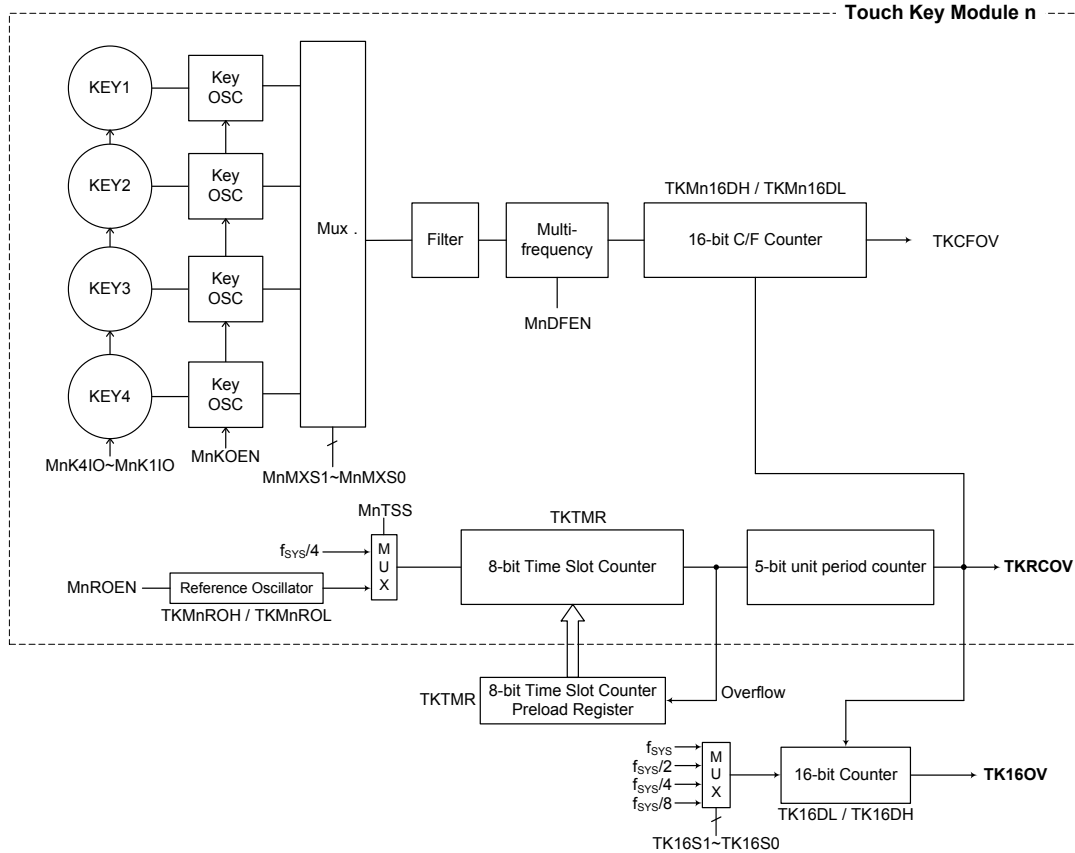 Touch Key Module n
KEY1
Key
OSC
KEY2
Key
OSC
KEY3
Key
OSC
KEY4
Key
OSC
Mux .
Filter
Multi-
frequency
TKMn16DH / TKMn16DL
16-bit C/F Counter
TKCFOV
MnDFEN
MnK4IO~MnK1IO
MnKOEN
MnMXS1~MnMXS0
MnTSS
fSYS/4
M
U
X
MnROEN
Reference Oscillator
TKMnROH / TKMnROL
TKTMR
8-bit Time Slot Counter
5-bit unit period counter
TKRCOV
TKTMR
8-bit Time Slot Counter
Preload Register
Overflow
fSYS
fSYS/2
fSYS/4
fSYS/8
M
U
X
16-bit Counter
TK16OV
TK16DL / TK16DH
TK16S1~TK16S0